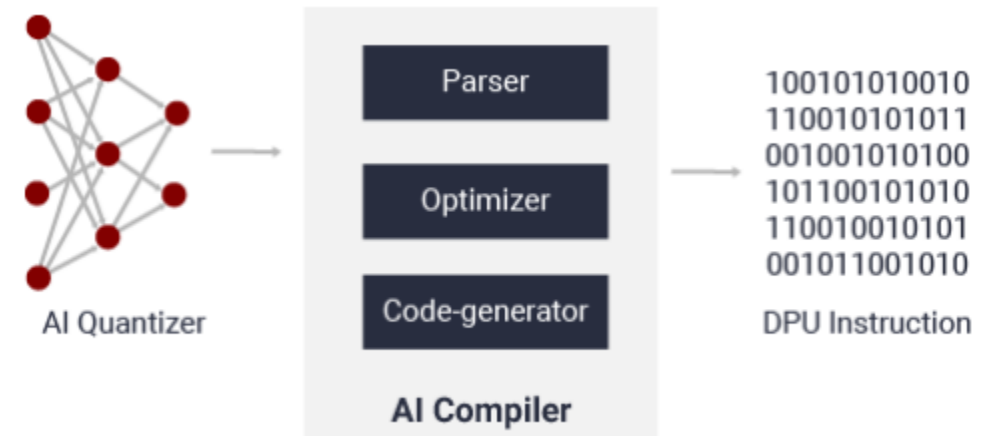 AI Quantizer
Parser
Optimizer
Code-generator
AI Compiler
100101010010
110010101011
001001010100
101100101010
110010010101
001011001010
DPU Instruction